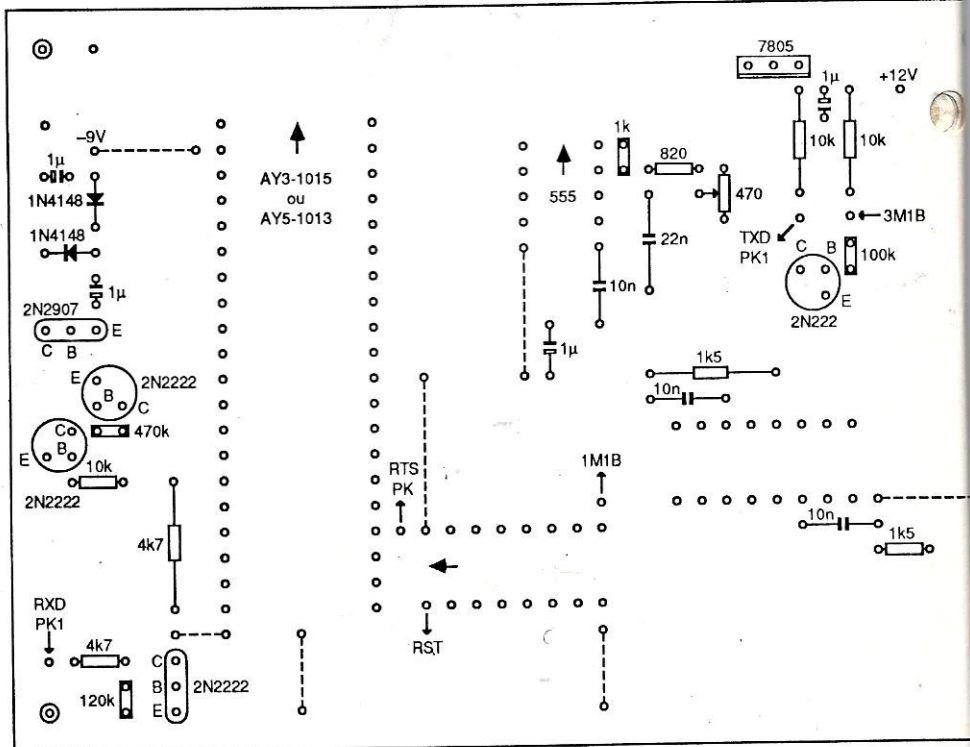 7805
1µ
+12V
10k
10k
–9V
1µ
1N4148
1N4148
1µ
AY3-1015
ou
AY5-1013
1k
555
820
470
22n
10n
1µ
TXD
PK1
3M1B
100k
C
B
E
2N222
2N2907
E
C
B
E
B
C
2N2222
470k
C
E
B
2N2222
10k
4k7
1k5
10n
RTS
PK
1M1B
10n
1k5
RST
RXD
PK1
4k7
120k
C
B
E
2N2222